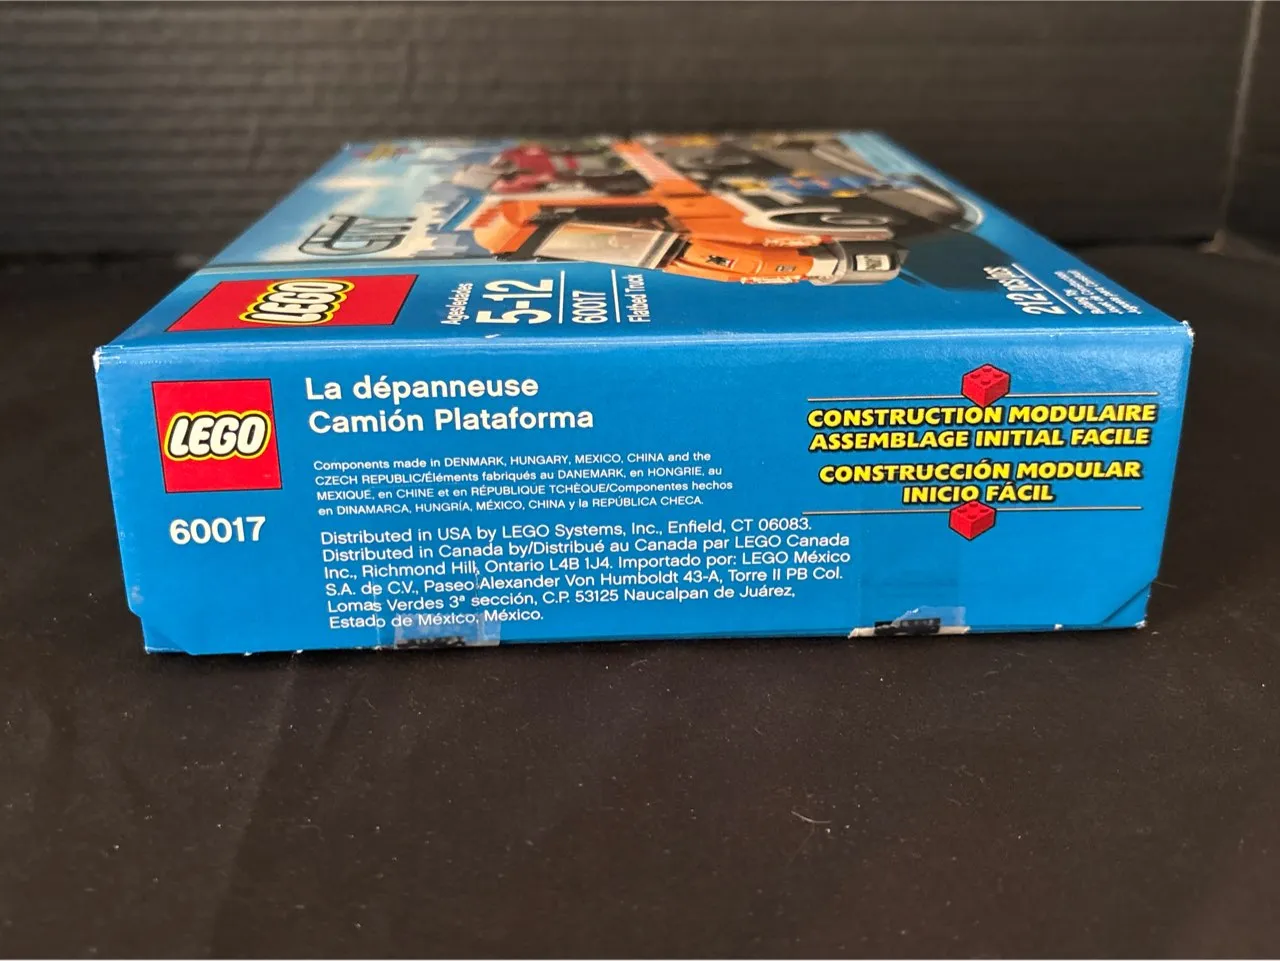 CITY
LEGO
Ages/edades
5-12
60017
Flatbed Truck
212 pcs/pzs
LEGO
60017
La dépanneuse
Camión Plataforma
Components made in DENMARK, HUNGARY, MEXICO, CHINA and the
CZECH REPUBLIC/Éléments fabriqués au DANEMARK, en HONGRIE, au
MEXIQUE, en CHINE et en RÉPUBLIQUE TCHÈQUE/Componentes hechos
en DINAMARCA, HUNGRÍA, MÉXICO, CHINA y la REPÚBLICA CHECA.
Distributed in USA by LEGO Systems, Inc., Enfield, CT 06083.
Distributed in Canada by/Distribué au Canada par LEGO Canada
Inc., Richmond Hill, Ontario L4B 1J4. Importado por: LEGO México
S.A. de C.V., Paseo Alexander Von Humboldt 43-A, Torre II PB Col.
Lomas Verdes 3ª sección, C.P. 53125 Naucalpan de Juárez,
Estado de México, México.
CONSTRUCTION MODULAIRE
ASSEMBLAGE INITIAL FACILE
CONSTRUCCIÓN MODULAR
INICIO FÁCIL